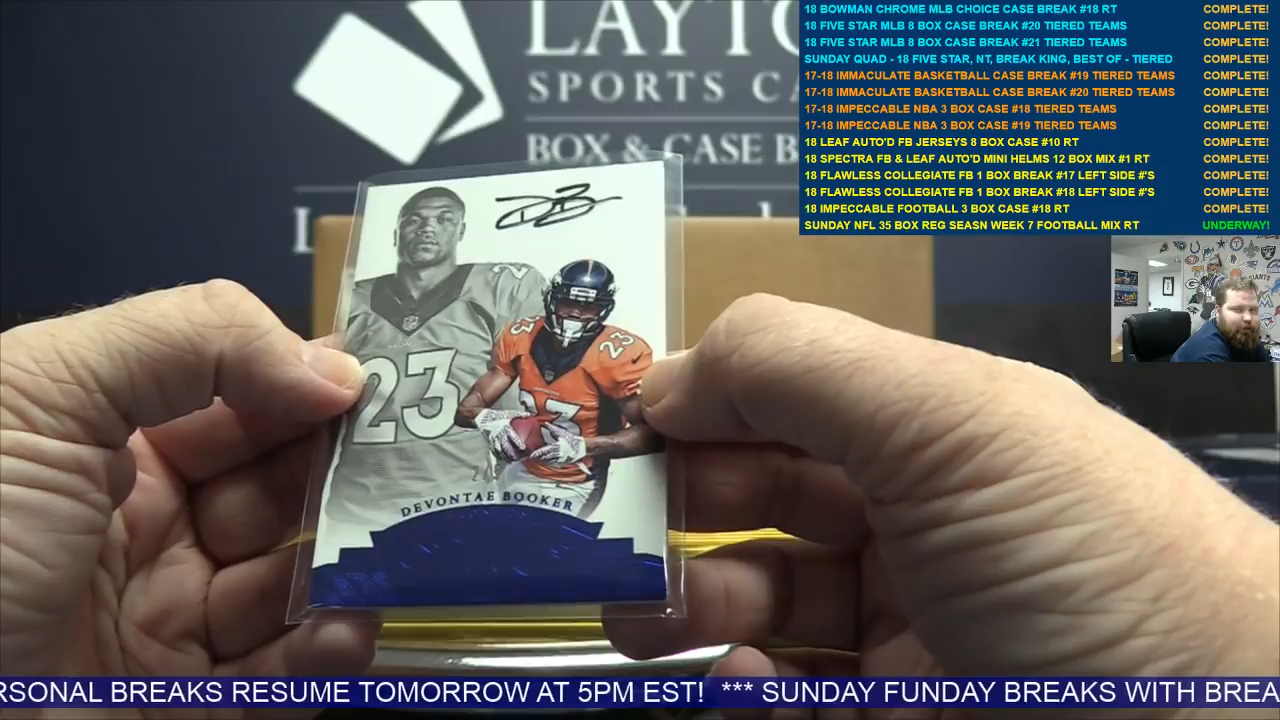 LAYTO
SPORTS CA
BOX & CASE B
18 BOWMAN CHROME MLB CHOICE CASE BREAK #18 RT COMPLETE!
18 FIVE STAR MLB 8 BOX CASE BREAK #20 TIERED TEAMS COMPLETE!
18 FIVE STAR MLB 8 BOX CASE BREAK #21 TIERED TEAMS COMPLETE!
SUNDAY QUAD - 18 FIVE STAR, NT, BREAK KING, BEST OF - TIERED COMPLETE!
17-18 IMMACULATE BASKETBALL CASE BREAK #19 TIERED TEAMS COMPLETE!
17-18 IMMACULATE BASKETBALL CASE BREAK #20 TIERED TEAMS COMPLETE!
17-18 IMPECCABLE NBA 3 BOX CASE #18 TIERED TEAMS COMPLETE!
17-18 IMPECCABLE NBA 3 BOX CASE #19 TIERED TEAMS COMPLETE!
18 LEAF AUTO'D FB JERSEYS 8 BOX CASE #10 RT COMPLETE!
18 SPECTRA FB & LEAF AUTO'D MINI HELMS 12 BOX MIX #1 RT COMPLETE!
18 FLAWLESS COLLEGIATE FB 1 BOX BREAK #17 LEFT SIDE #'S COMPLETE!
18 FLAWLESS COLLEGIATE FB 1 BOX BREAK #18 LEFT SIDE #'S COMPLETE!
18 IMPECCABLE FOOTBALL 3 BOX CASE #18 RT COMPLETE!
SUNDAY NFL 35 BOX REG SEASN WEEK 7 FOOTBALL MIX RT UNDERWAY!
23
23
23
23
23
DEVONTAE BOOKER
RSONAL BREAKS RESUME TOMORROW AT 5PM EST! *** SUNDAY FUNDAY BREAKS WITH BREA